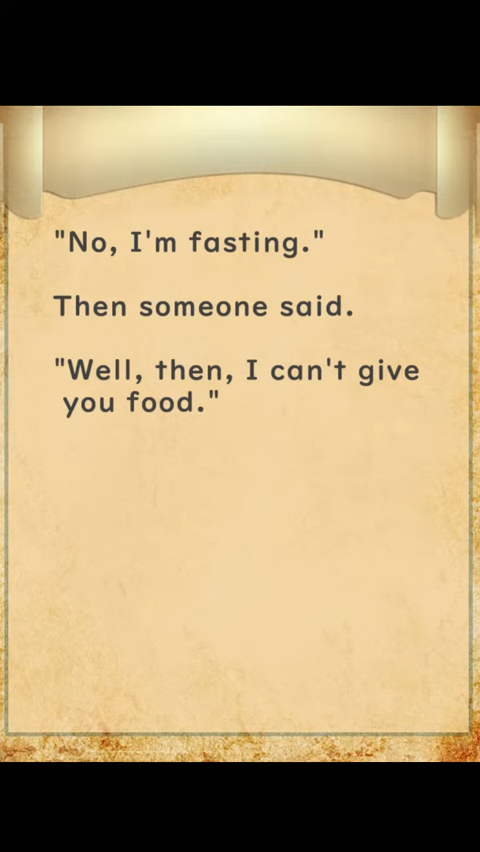 "No, I'm fasting."
Then someone said.
"Well, then, I can't give
you food."